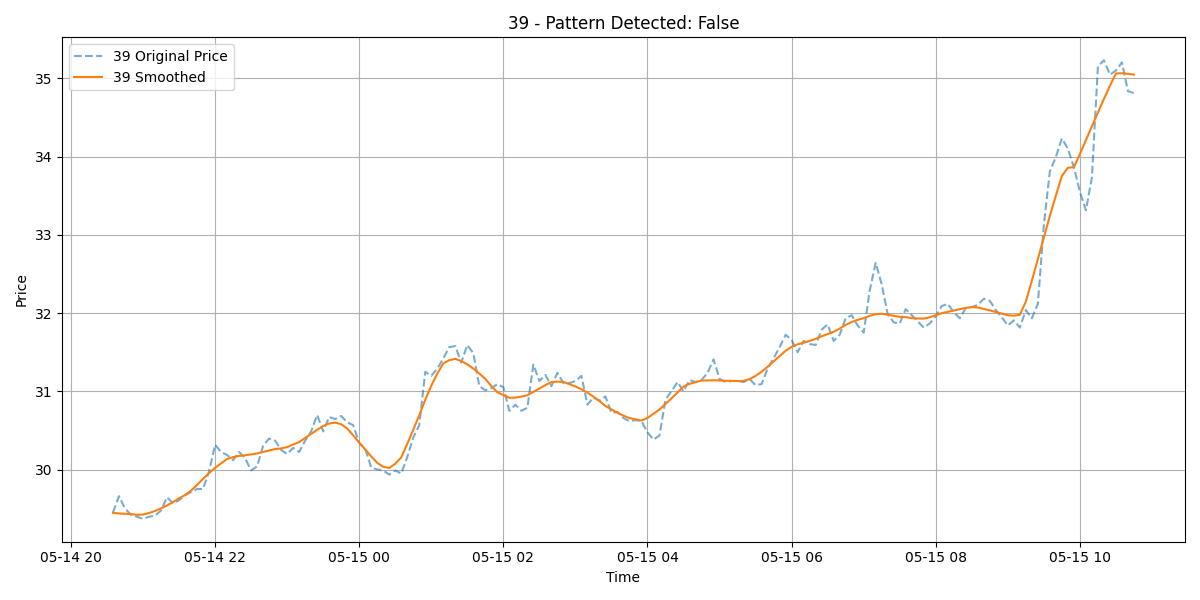 39 - Pattern Detected: False
39 Original Price
39 Smoothed
Price
35
34
33
32
31
30
05-14 20 05-14 22 05-15 00 05-15 02 05-15 04 05-15 06 05-15 08 05-15 10
Time